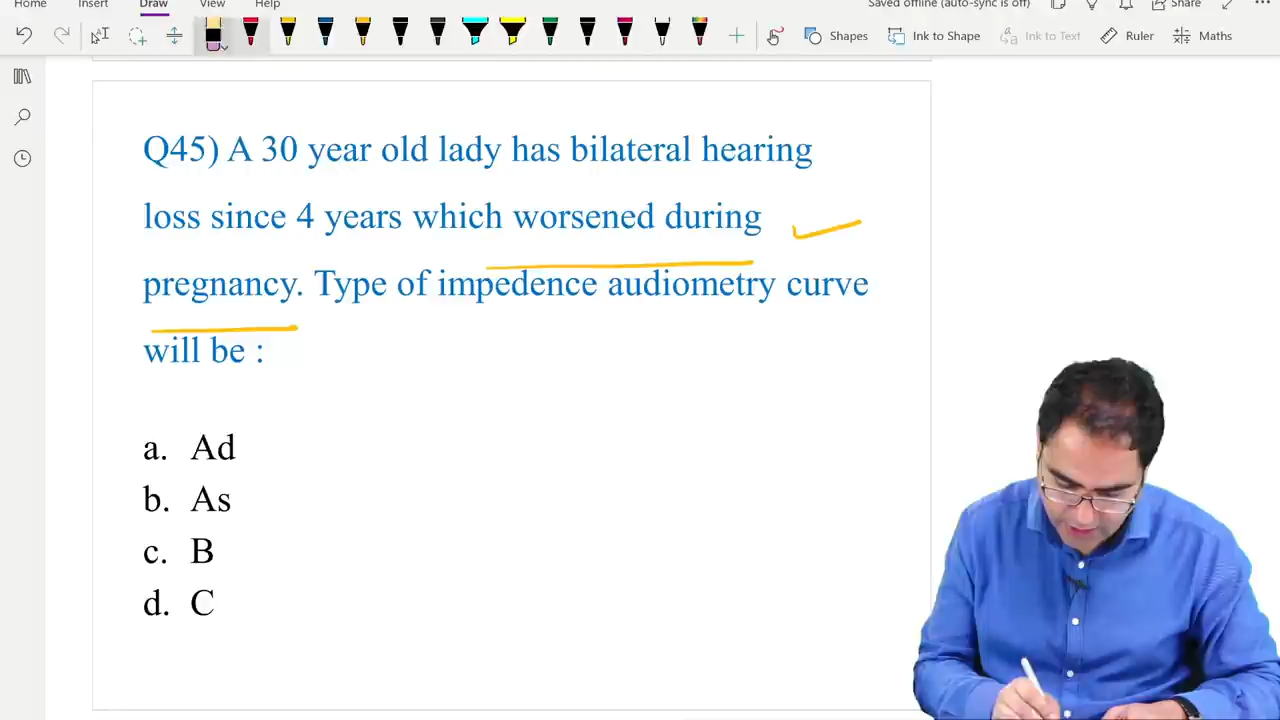 Home Insert Draw View Help Saved offline (auto-sync is off) Share
Shapes Ink to Shape Ink to Text Ruler Maths
Q45) A 30 year old lady has bilateral hearing
loss since 4 years which worsened during
pregnancy. Type of impedence audiometry curve
will be :
a. Ad
b. As
c. B
d. C